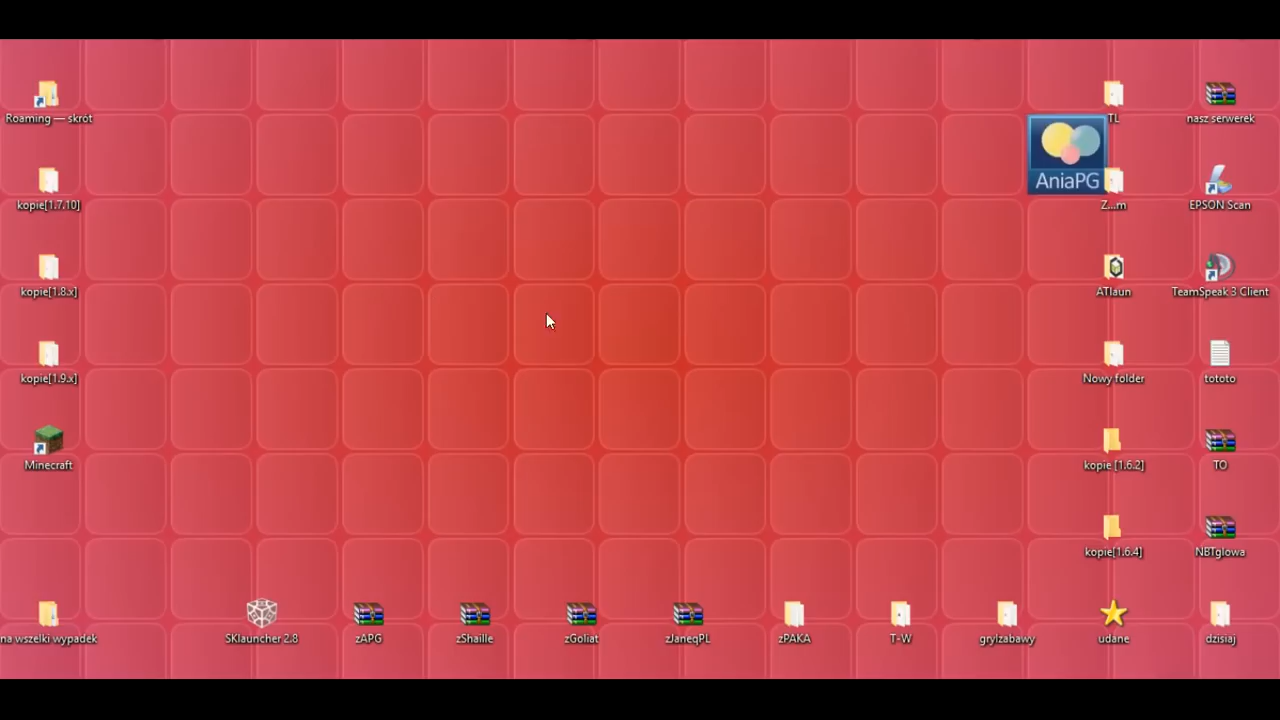 Roaming — skrót
TL
nasz serwerek
AniaPG
kopie[1.7.10]
Z...m
EPSON Scan
kopie[1.8.x]
ATlaun
TeamSpeak 3 Client
kopie[1.9.x]
Nowy folder
tototo
Minecraft
kopie [1.6.2]
TO
kopie[1.6.4]
NBTglowa
na wszelki wypadek
SKlauncher 2.8
zAPG
zShaille
zGoliat
zJaneqPL
zPAKA
T-W
gryIzabawy
udane
dzisiaj